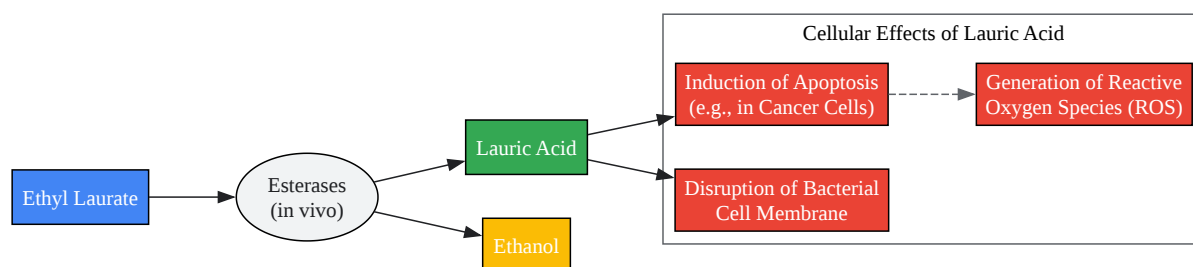 Cellular Effects of Lauric Acid
Induction of Apoptosis
(e.g., in Cancer Cells)
Generation of Reactive
Oxygen Species (ROS)
Lauric Acid
Ethyl Laurate
Esterases
(in vivo)
Disruption of Bacterial
Cell Membrane
Ethanol